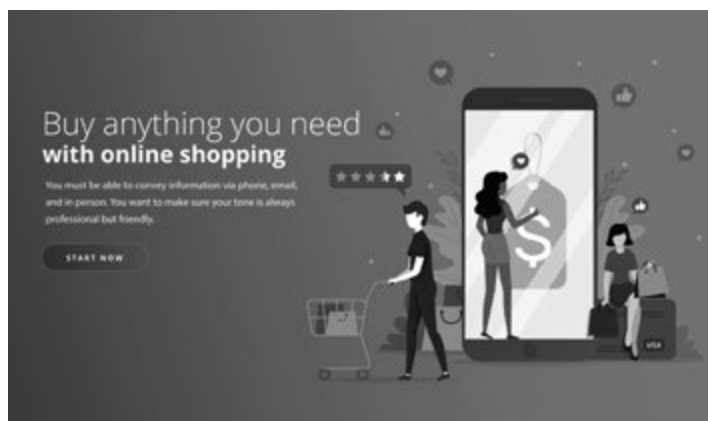 Buy anything you need
with online shopping
You must be able to convey information via phone, email,
and in person. You want to make sure your tone is always
professional but friendly.
START NOW
$
VISA